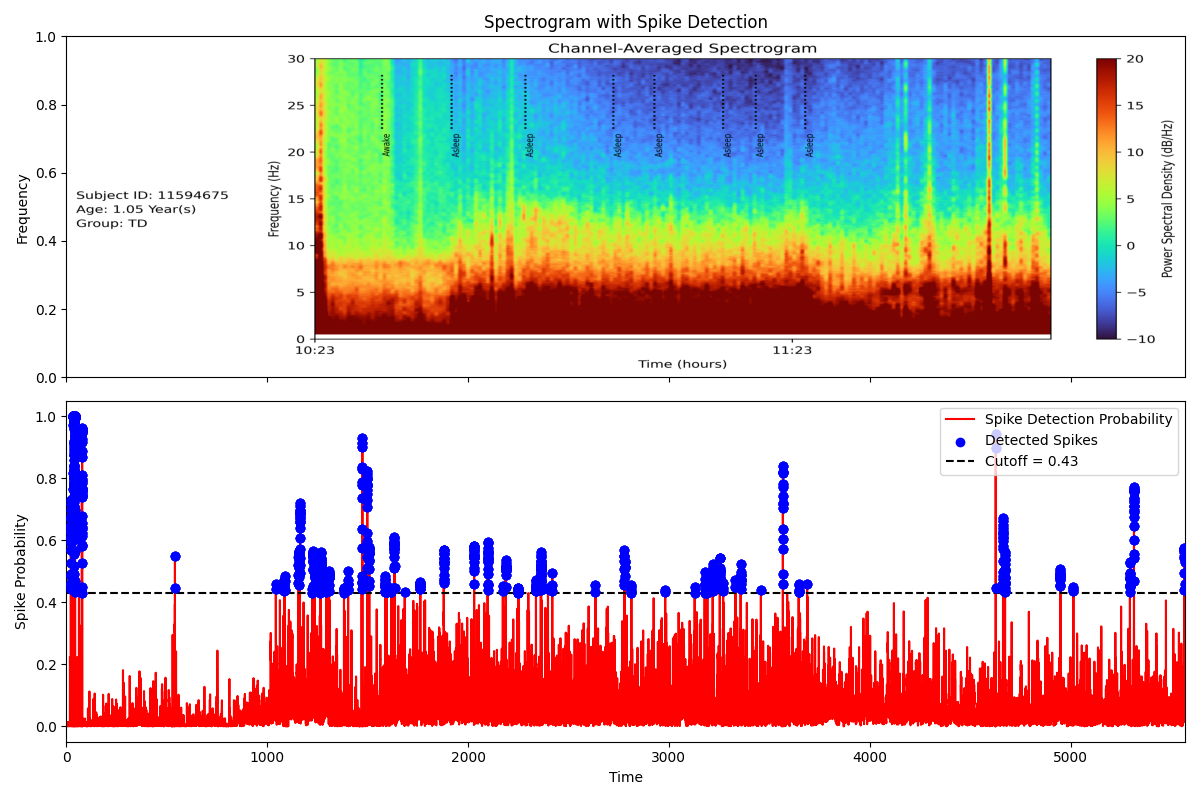 Spectrogram with Spike Detection
Channel-Averaged Spectrogram
Frequency
1.0
0.8
0.6
0.4
0.2
0.0
Subject ID: 11594675
Age: 1.05 Year(s)
Group: TD
Frequency (Hz)
30
25
20
15
10
5
0
Awake
Asleep
Asleep
Asleep
Asleep
Asleep
Asleep
Asleep
10:23
11:23
Time (hours)
20
15
10
5
0
−5
−10
Power Spectral Density (dB/Hz)
Spike Probability
1.0
0.8
0.6
0.4
0.2
0.0
Spike Detection Probability
Detected Spikes
Cutoff = 0.43
0
1000
2000
3000
4000
5000
Time